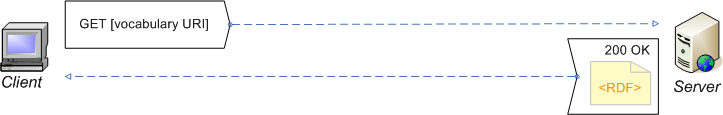 GET [vocabulary URI]
Client
200 OK
<RDF>
Server